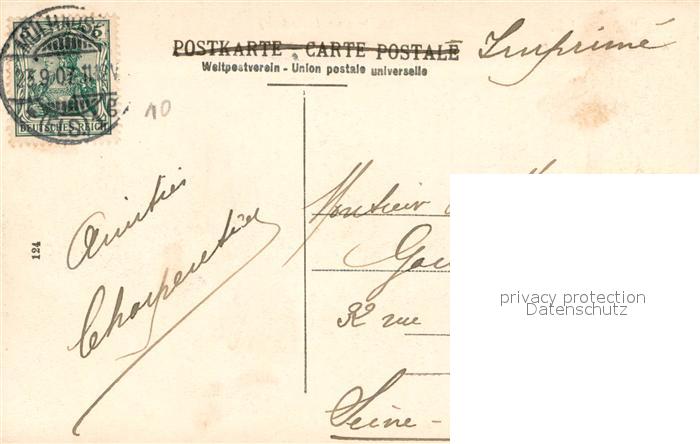 POSTKARTE - CARTE POSTALE
Imprimé
Weltpostverein - Union postale universelle
DEUTSCHES REICH
10
124
Amitiés
Charpentier
Monsieur
32 rue
Seine -
privacy protection
Datenschutz